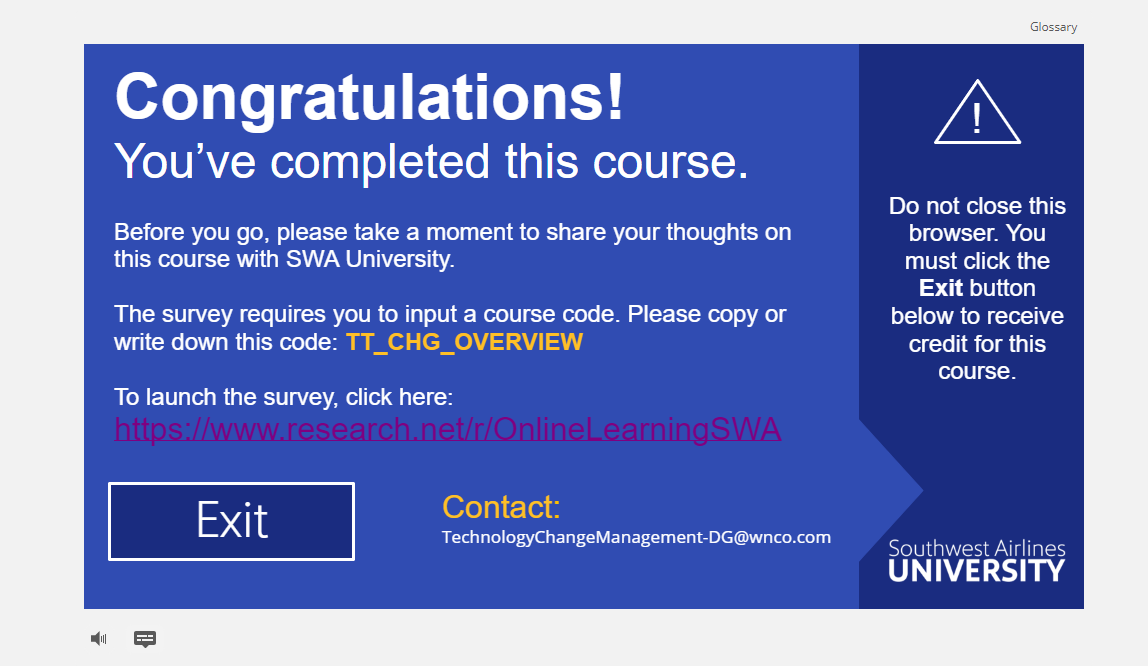 Glossary
Congratulations!
You’ve completed this course.
Before you go, please take a moment to share your thoughts on
this course with SWA University.
The survey requires you to input a course code. Please copy or
write down this code: TT_CHG_OVERVIEW
To launch the survey, click here:
https://www.research.net/r/OnlineLearningSWA
Exit
Contact:
TechnologyChangeManagement-DG@wnco.com
!
Do not close this
browser. You
must click the
Exit button
below to receive
credit for this
course.
Southwest Airlines
UNIVERSITY